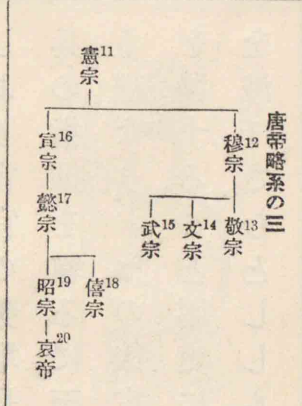 唐帝略系の三
憲宗11
穆宗12
敬宗13
文宗14
武宗15
宣宗16
懿宗17
僖宗18
昭宗19
哀帝20